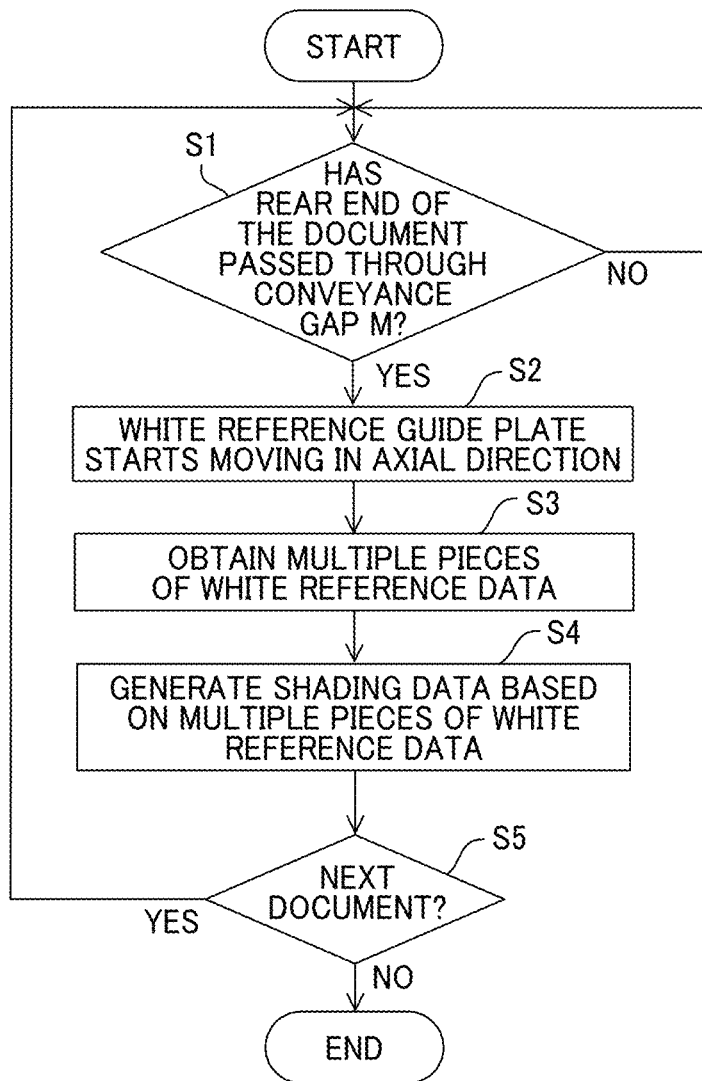 START
S1
HAS
REAR END OF
THE DOCUMENT
PASSED THROUGH
CONVEYANCE
GAP M?
NO
YES
S2
WHITE REFERENCE GUIDE PLATE
STARTS MOVING IN AXIAL DIRECTION
S3
OBTAIN MULTIPLE PIECES
OF WHITE REFERENCE DATA
S4
GENERATE SHADING DATA BASED
ON MULTIPLE PIECES OF WHITE
REFERENCE DATA
S5
NEXT
DOCUMENT?
YES
NO
END